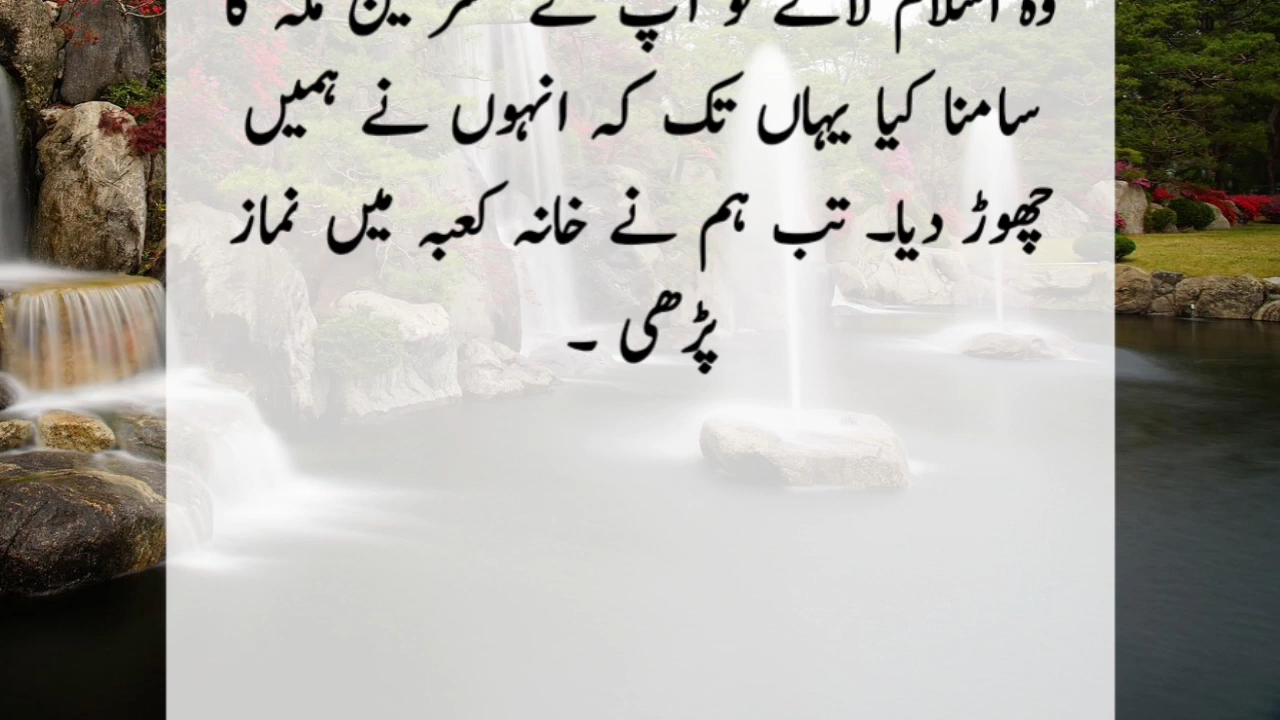 وہ اسلام لائے تو آپ نے مشرکین مکہ کا
سامنا کیا یہاں تک کہ انہوں نے ہمیں
چھوڑ دیا۔ تب ہم نے خانہ کعبہ میں نماز
پڑھی ۔